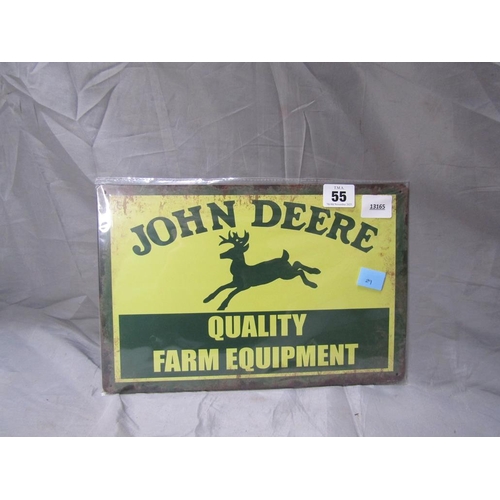 55
13165
JOHN DEERE
QUALITY
FARM EQUIPMENT